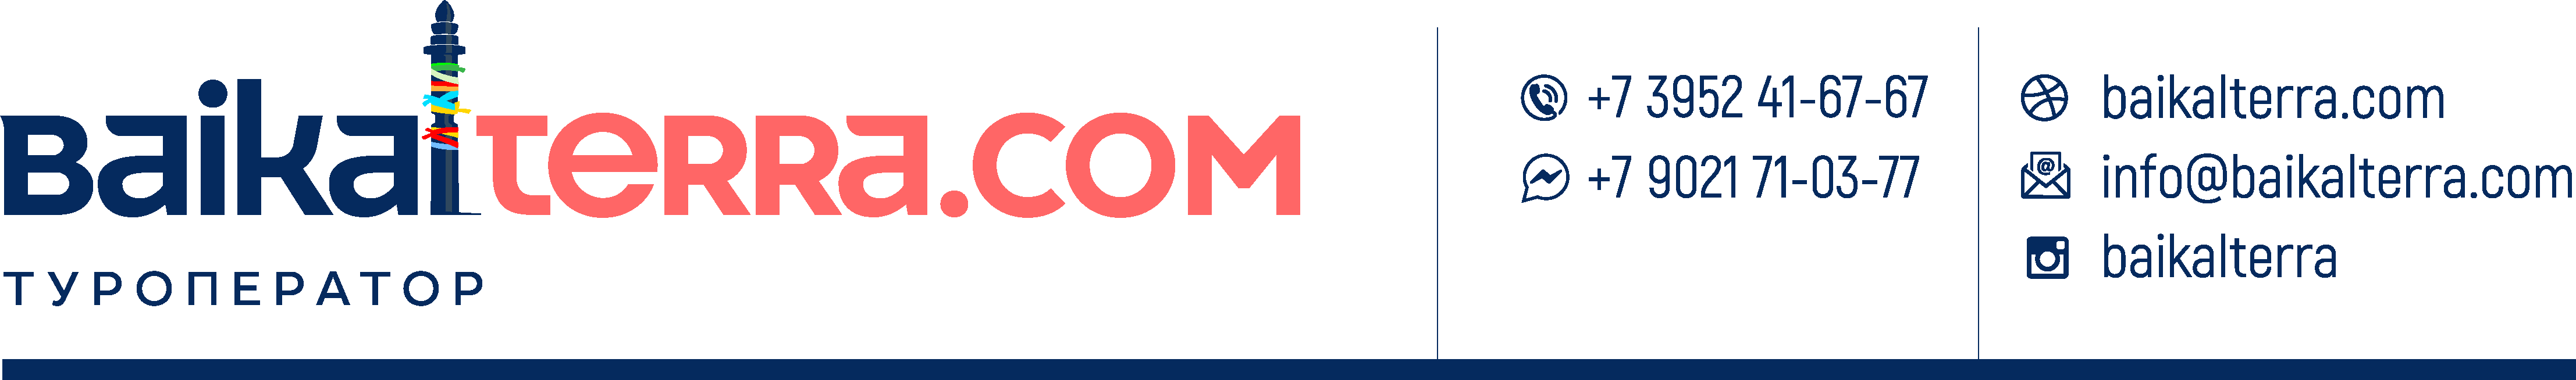 Baikalterra.com
ТУРОПЕРАТОР
+7 3952 41-67-67
+7 9021 71-03-77
baikalterra.com
info@baikalterra.com
baikalterra